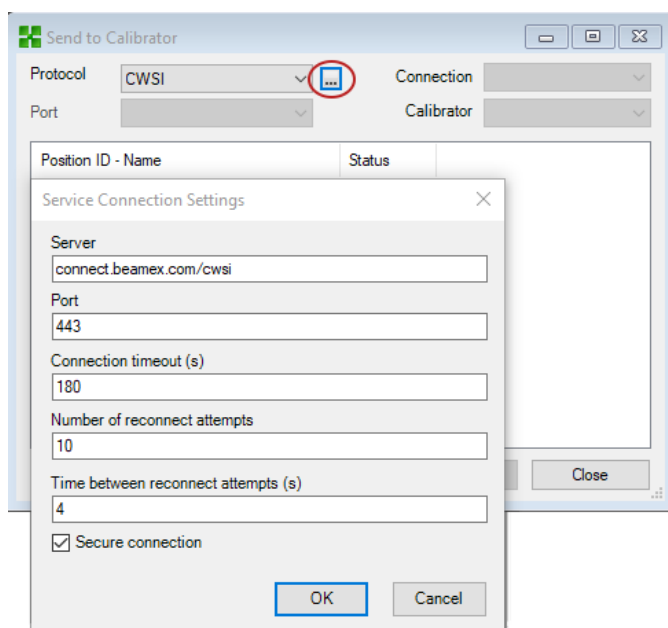 Send to Calibrator
Protocol CWSI ... Connection
Port Calibrator
Position ID - Name Status
Service Connection Settings
Server
connect.beamex.com/cwsi
Port
443
Connection timeout (s)
180
Number of reconnect attempts
10
Time between reconnect attempts (s)
4
Secure connection
OK Cancel
Close